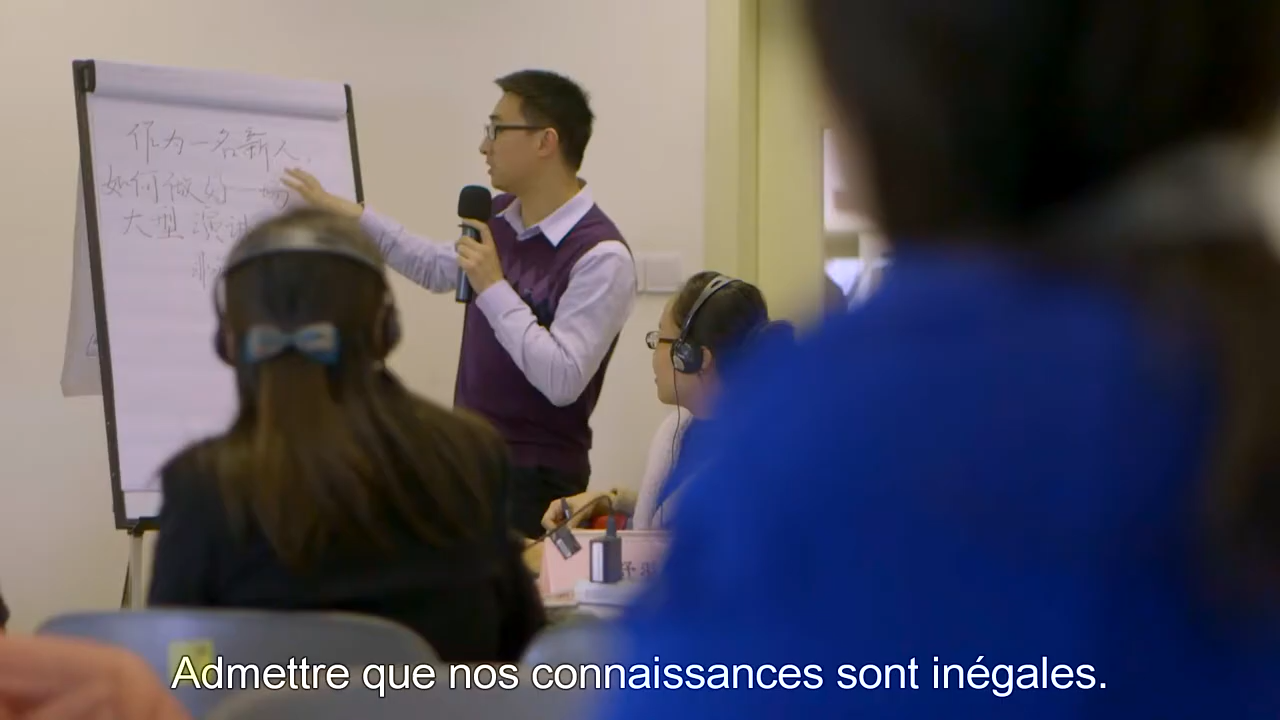 作为一名新人,
如何做好一场
大型演讲
Admettre que nos connaissances sont inégales.